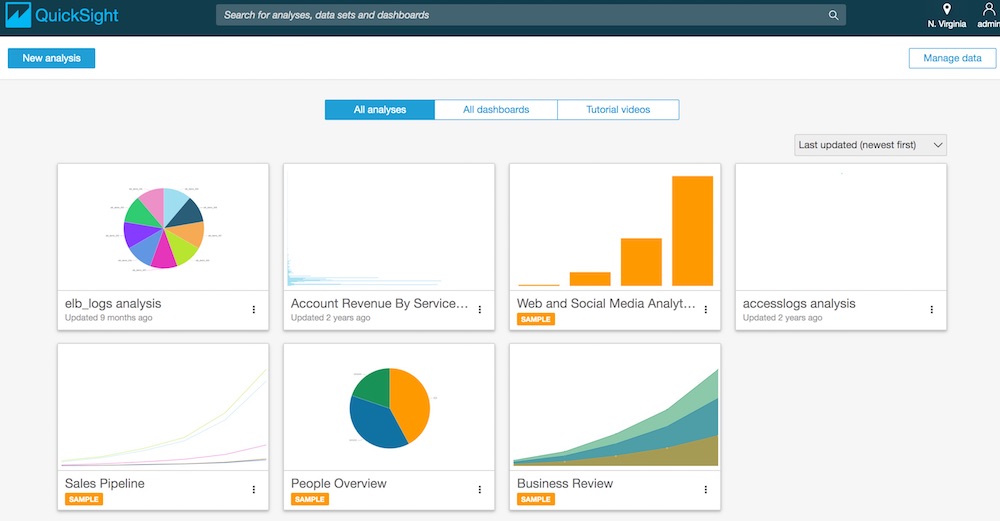 QuickSight
Search for analyses, data sets and dashboards
N. Virginia
admin
New analysis
Manage data
All analyses
All dashboards
Tutorial videos
Last updated (newest first)
elb_logs analysis
Updated 9 months ago
Account Revenue By Service…
Updated 2 years ago
Web and Social Media Analyt…
SAMPLE
accesslogs analysis
Updated 2 years ago
Sales Pipeline
SAMPLE
People Overview
SAMPLE
Business Review
SAMPLE